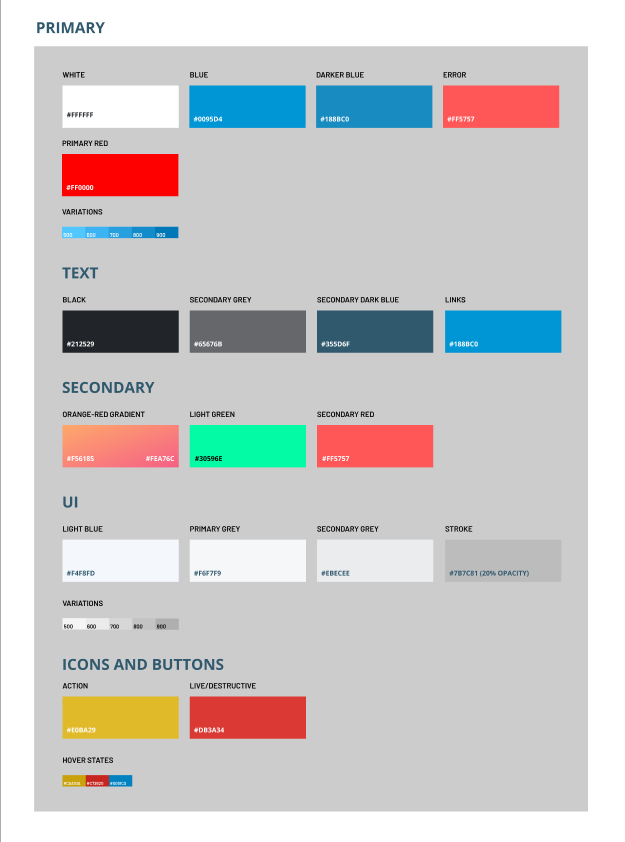 PRIMARY
WHITE BLUE DARKER BLUE ERROR
#FFFFFF #0095D4 #188BC0 #FF5757
PRIMARY RED
#FF0000
VARIATIONS
500 600 700 800 900
TEXT
BLACK SECONDARY GREY SECONDARY DARK BLUE LINKS
#212529 #65676B #355D6F #188BC0
SECONDARY
ORANGE-RED GRADIENT LIGHT GREEN SECONDARY RED
#F56185 #FEA76C #30596E #FF5757
UI
LIGHT BLUE PRIMARY GREY SECONDARY GREY STROKE
#F4F8FD #F6F7F9 #EBECEE #7B7C81 (20% OPACITY)
VARIATIONS
500 600 700 800 900
ICONS AND BUTTONS
ACTION LIVE/DESTRUCTIVE
#E0BA29 #DB3A34
HOVER STATES